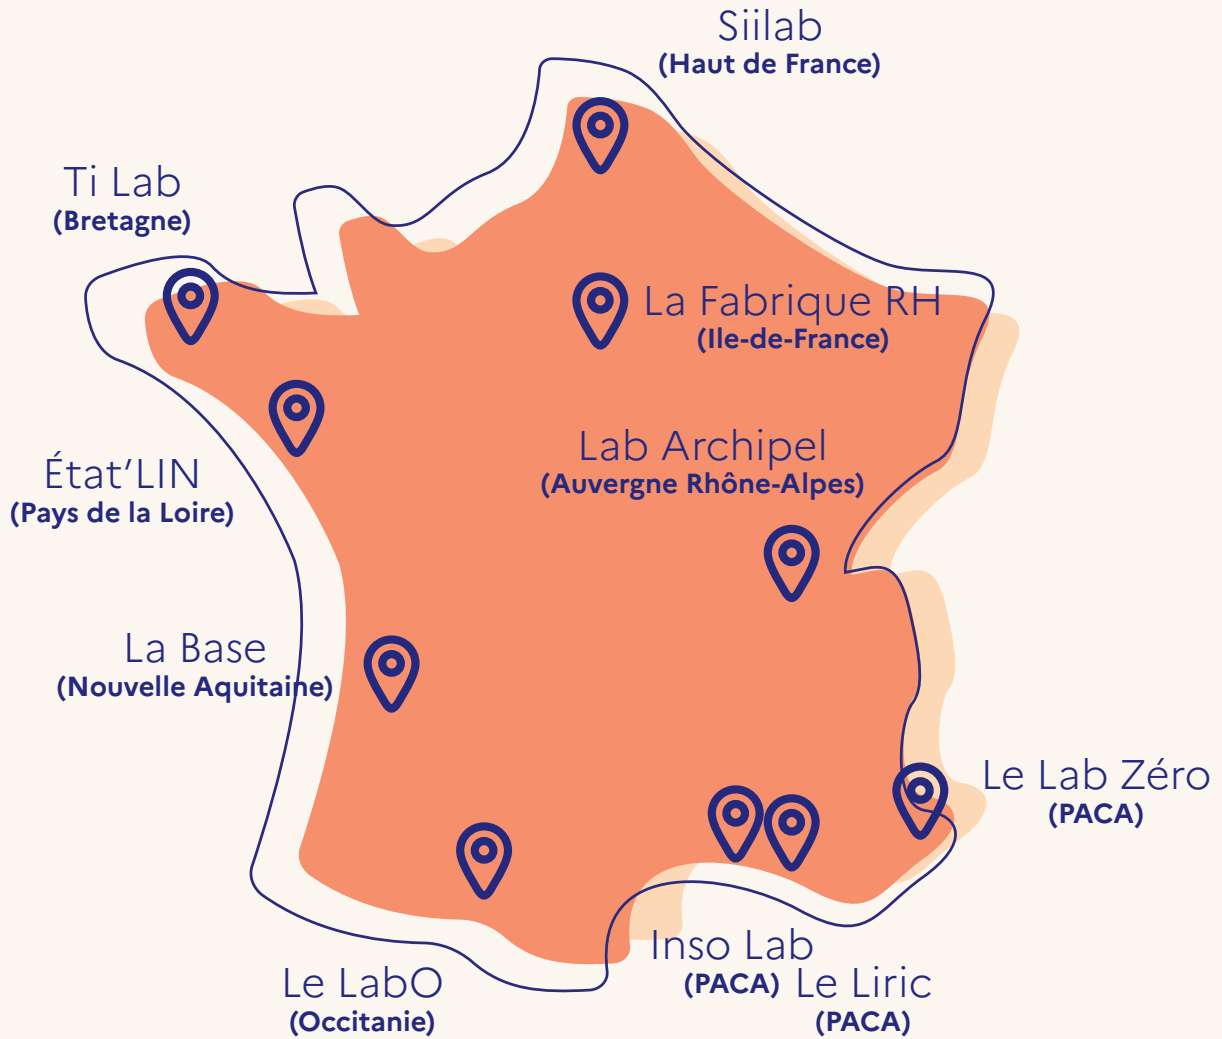 Siilab
(Haut de France)
Ti Lab
(Bretagne)
La Fabrique RH
(Ile-de-France)
Lab Archipel
(Auvergne Rhône-Alpes)
État’LIN
(Pays de la Loire)
La Base
(Nouvelle Aquitaine)
Le Lab Zéro
(PACA)
Inso Lab
(PACA)
Le Liric
(PACA)
Le LabO
(Occitanie)